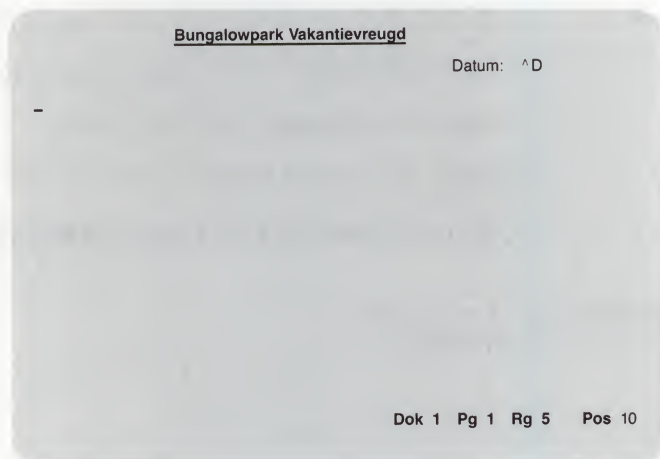 Bungalowpark Vakantievreugd
Datum: ^D
–
Dok 1 Pg 1 Rg 5 Pos 10